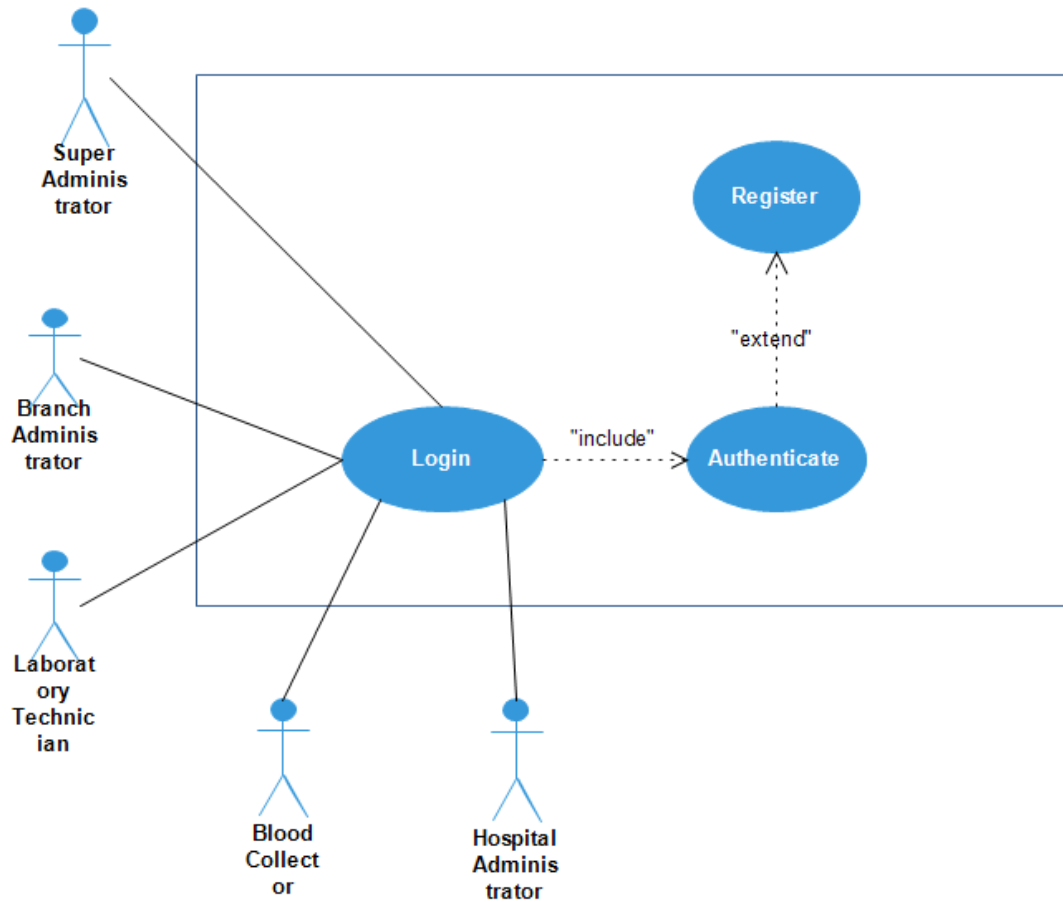 Super
Adminis
trator
Register
"extend"
Branch
Adminis
trator
Login
"include"
Authenticate
Laborat
ory
Technic
ian
Blood
Collect
or
Hospital
Adminis
trator